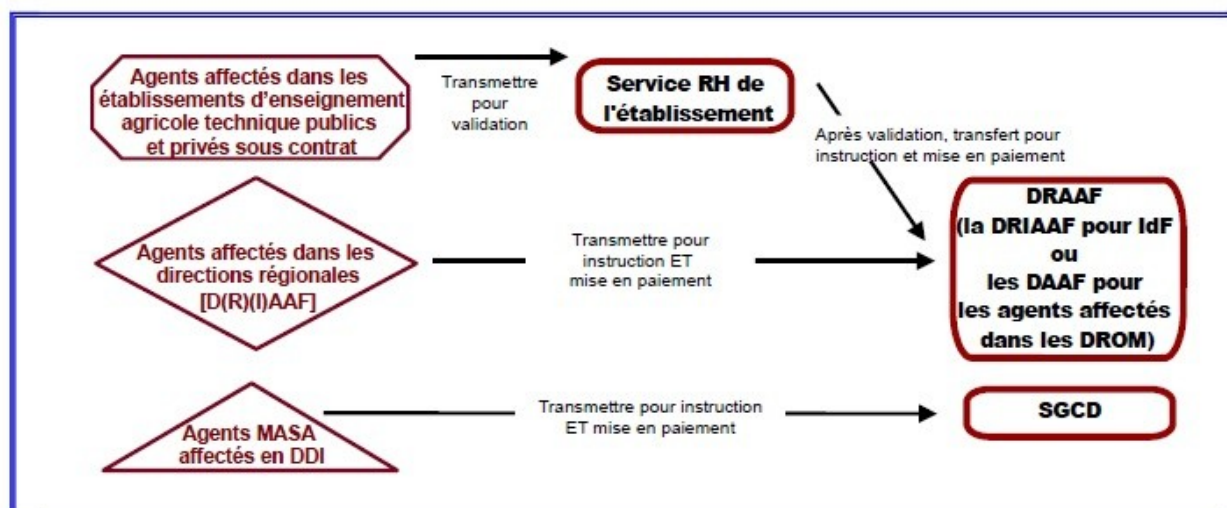 Agents affectés dans les
établissements d'enseignement
agricole technique publics
et privés sous contrat
Transmettre
pour
validation
Service RH de
l'établissement
Après validation, transfert pour
instruction et mise en paiement
Agents affectés dans les
directions régionales
[D(R)(I)AAF]
Transmettre pour
instruction ET
mise en paiement
DRAAF
(la DRIAAF pour IdF
ou
les DAAF pour
les agents affectés
dans les DROM)
Agents MASA
affectés en DDI
Transmettre pour instruction
ET mise en paiement
SGCD